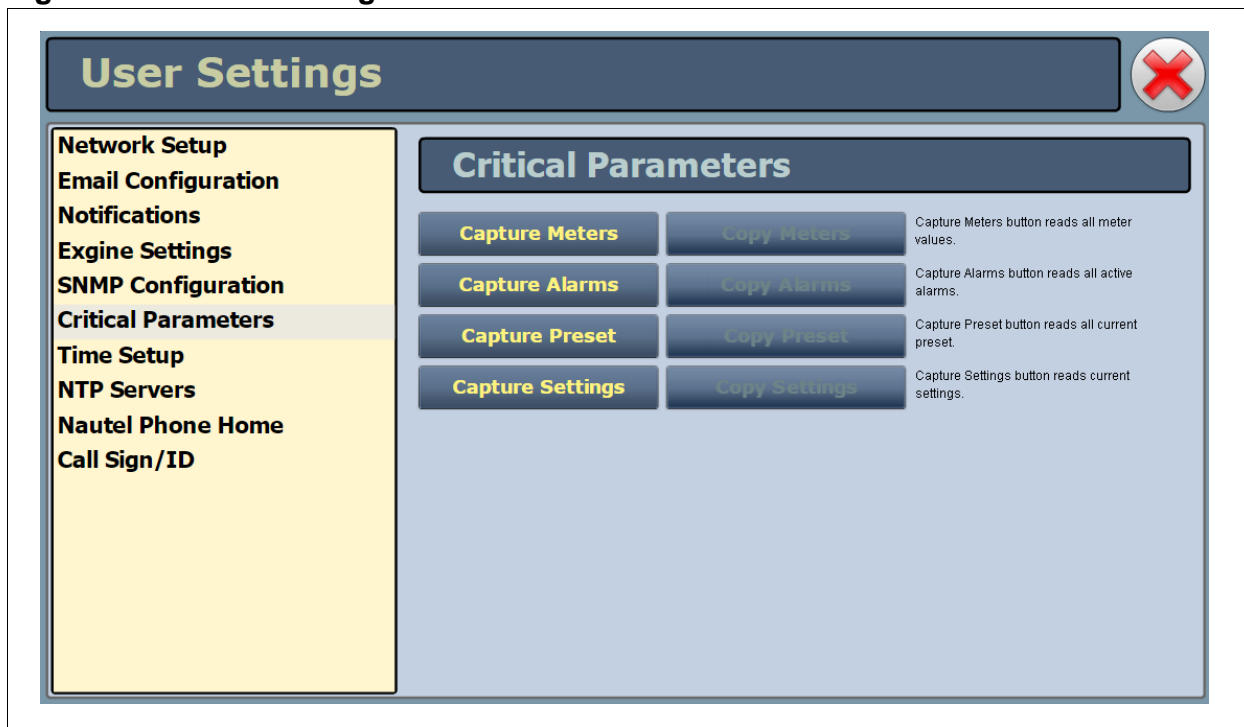 User Settings
Network Setup
Email Configuration
Notifications
Exgine Settings
SNMP Configuration
Critical Parameters
Time Setup
NTP Servers
Nautel Phone Home
Call Sign/ID
Critical Parameters
Capture Meters
Copy Meters
Capture Meters button reads all meter
values.
Capture Alarms
Copy Alarms
Capture Alarms button reads all active
alarms.
Capture Preset
Copy Preset
Capture Preset button reads all current
preset.
Capture Settings
Copy Settings
Capture Settings button reads current
settings.